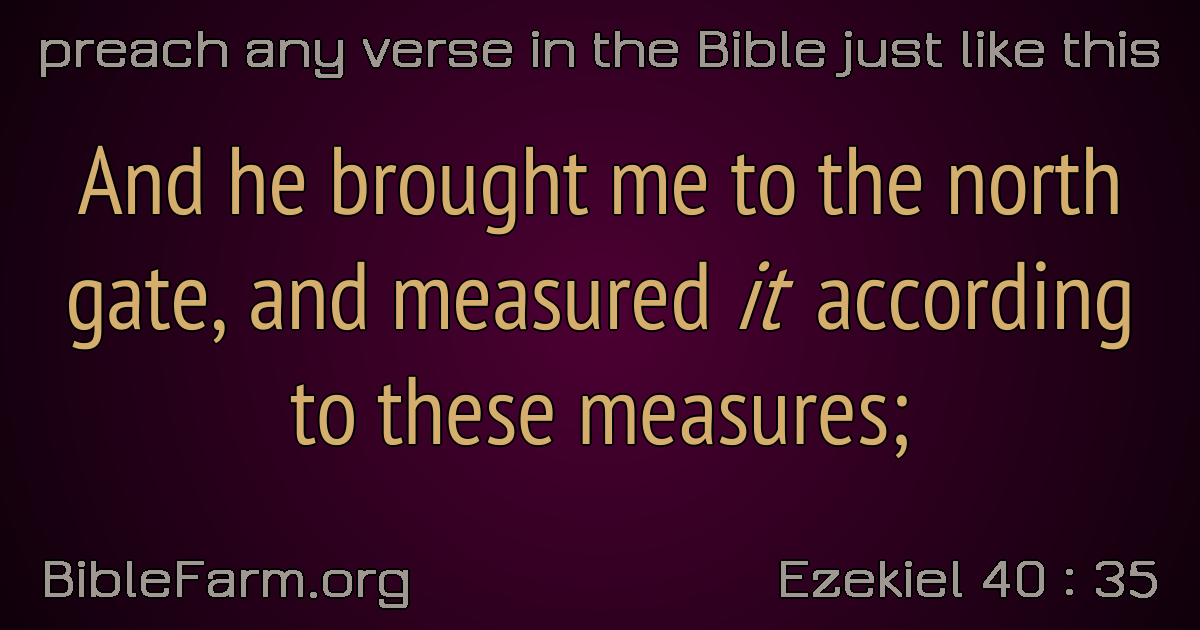 preach any verse in the Bible just like this
And he brought me to the north
gate, and measured it according
to these measures;
BibleFarm.org
Ezekiel 40 : 35